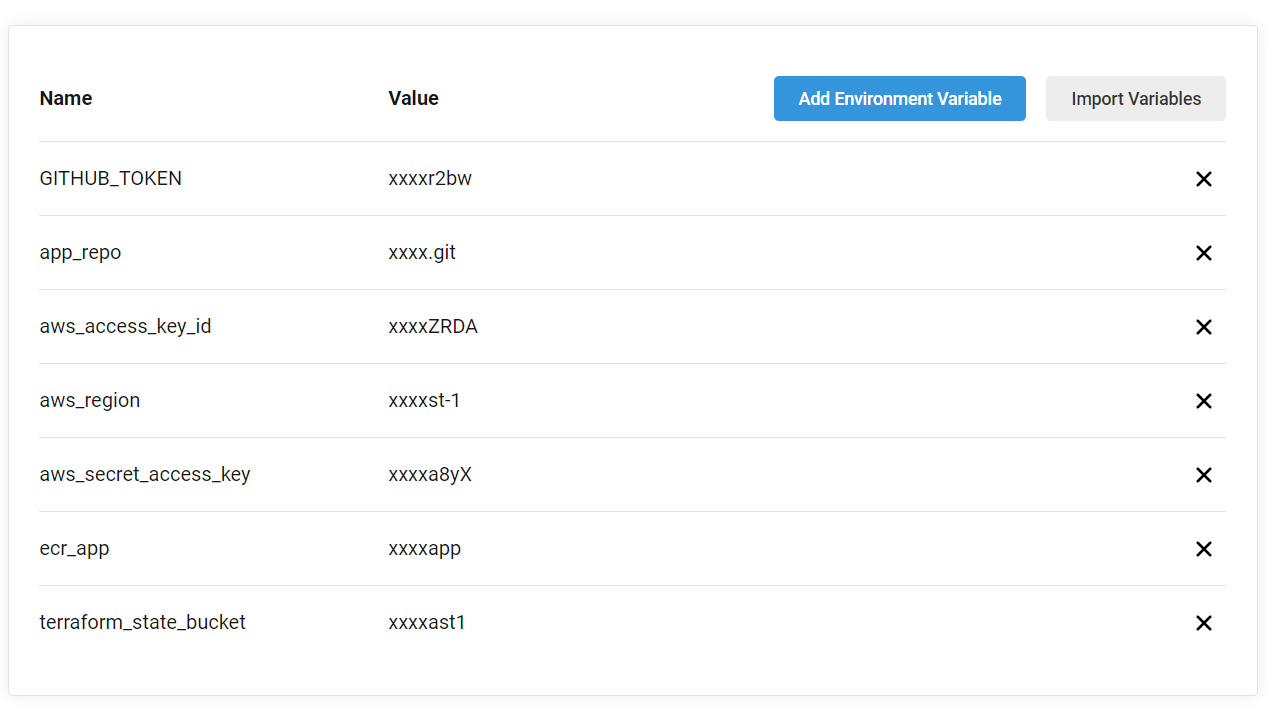 Name Value Add Environment Variable Import Variables
GITHUB_TOKEN xxxxr2bw
app_repo xxxx.git
aws_access_key_id xxxxZRDA
aws_region xxxxst-1
aws_secret_access_key xxxxa8yX
ecr_app xxxxapp
terraform_state_bucket xxxxast1